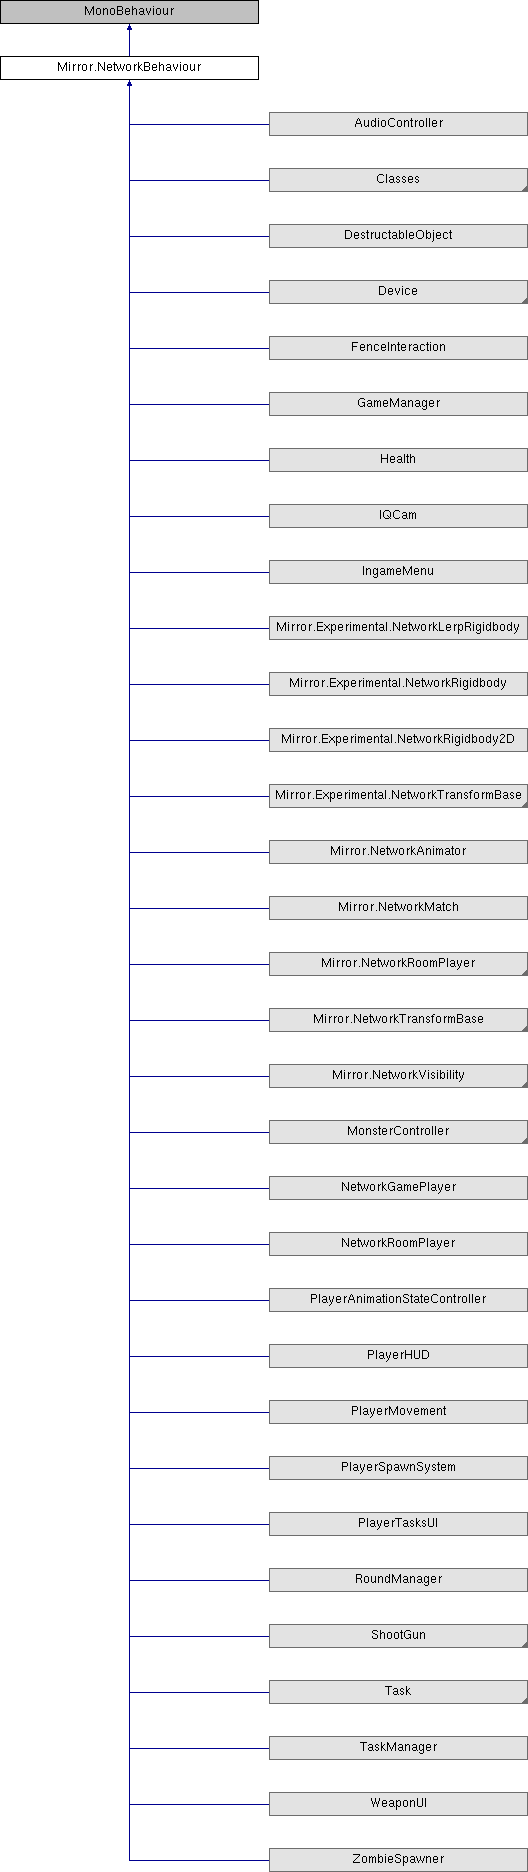 MonoBehaviour
Mirror.NetworkBehaviour
AudioController
Classes
DestructableObject
Device
FenceInteraction
GameManager
Health
IQCam
IngameMenu
Mirror.Experimental.NetworkLerpRigidbody
Mirror.Experimental.NetworkRigidbody
Mirror.Experimental.NetworkRigidbody2D
Mirror.Experimental.NetworkTransformBase
Mirror.NetworkAnimator
Mirror.NetworkMatch
Mirror.NetworkRoomPlayer
Mirror.NetworkTransformBase
Mirror.NetworkVisibility
MonsterController
NetworkGamePlayer
NetworkRoomPlayer
PlayerAnimationStateController
PlayerHUD
PlayerMovement
PlayerSpawnSystem
PlayerTasksUI
RoundManager
ShootGun
Task
TaskManager
WeaponUI
ZombieSpawner